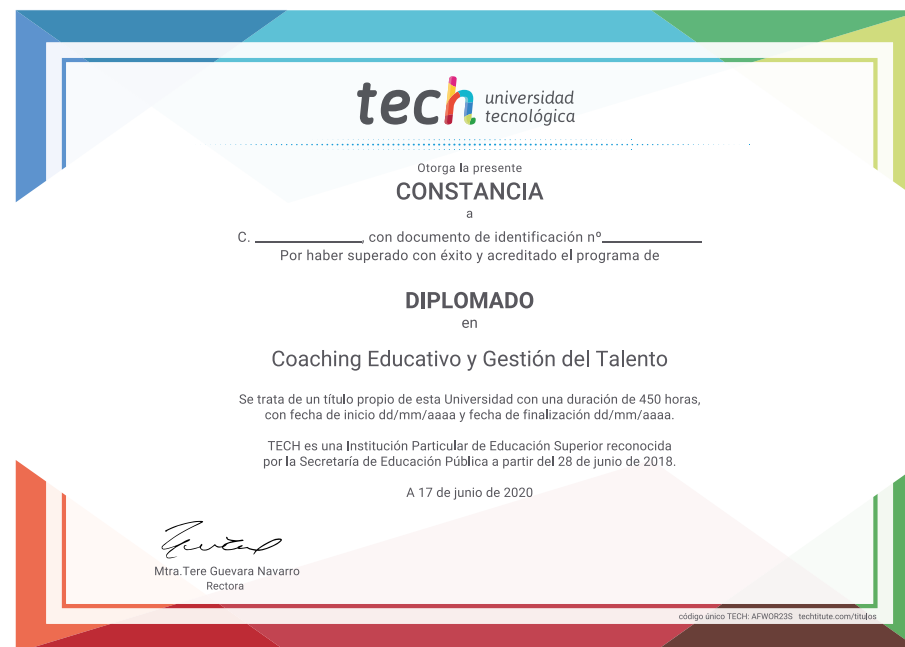 tech universidad
tecnológica
Otorga la presente
CONSTANCIA
a
C. ______________, con documento de identificación nº_____________
Por haber superado con éxito y acreditado el programa de
DIPLOMADO
en
Coaching Educativo y Gestión del Talento
Se trata de un título propio de esta Universidad con una duración de 450 horas,
con fecha de inicio dd/mm/aaaa y fecha de finalización dd/mm/aaaa.
TECH es una Institución Particular de Educación Superior reconocida
por la Secretaría de Educación Pública a partir del 28 de junio de 2018.
A 17 de junio de 2020
Mtra.Tere Guevara Navarro
Rectora
código único TECH: AFWOR23S techtitute.com/titulos